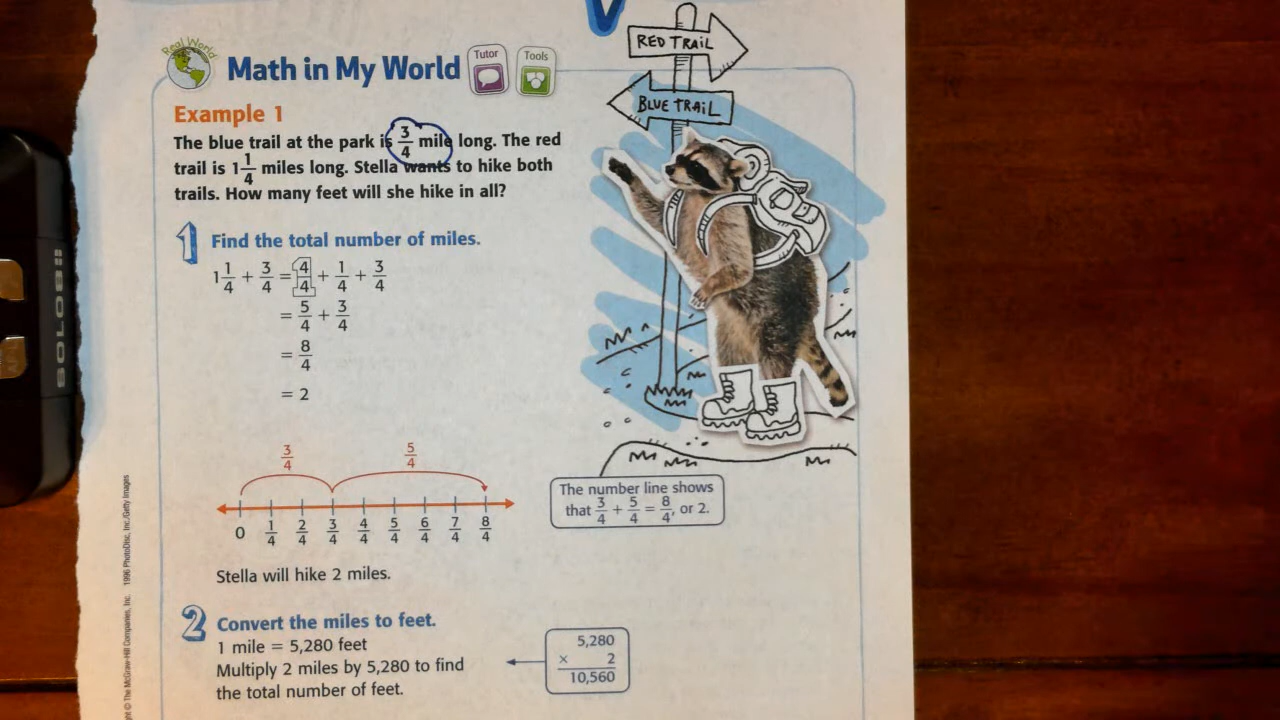 Real World
Math in My World
Tutor
Tools
RED TRAIL
BLUE TRAIL
Example 1
The blue trail at the park is 3/4 mile long. The red
trail is 1 1/4 miles long. Stella wants to hike both
trails. How many feet will she hike in all?
1 Find the total number of miles.
1 1/4 + 3/4 = 4/4 + 1/4 + 3/4
= 5/4 + 3/4
= 8/4
= 2
3/4 5/4
0 1/4 2/4 3/4 4/4 5/4 6/4 7/4 8/4
The number line shows
that 3/4 + 5/4 = 8/4, or 2.
Stella will hike 2 miles.
2 Convert the miles to feet.
1 mile = 5,280 feet
Multiply 2 miles by 5,280 to find
the total number of feet.
5,280
× 2
10,560
© The McGraw-Hill Companies, Inc. 1996 PhotoDisc, Inc./Getty Images
SOLO8